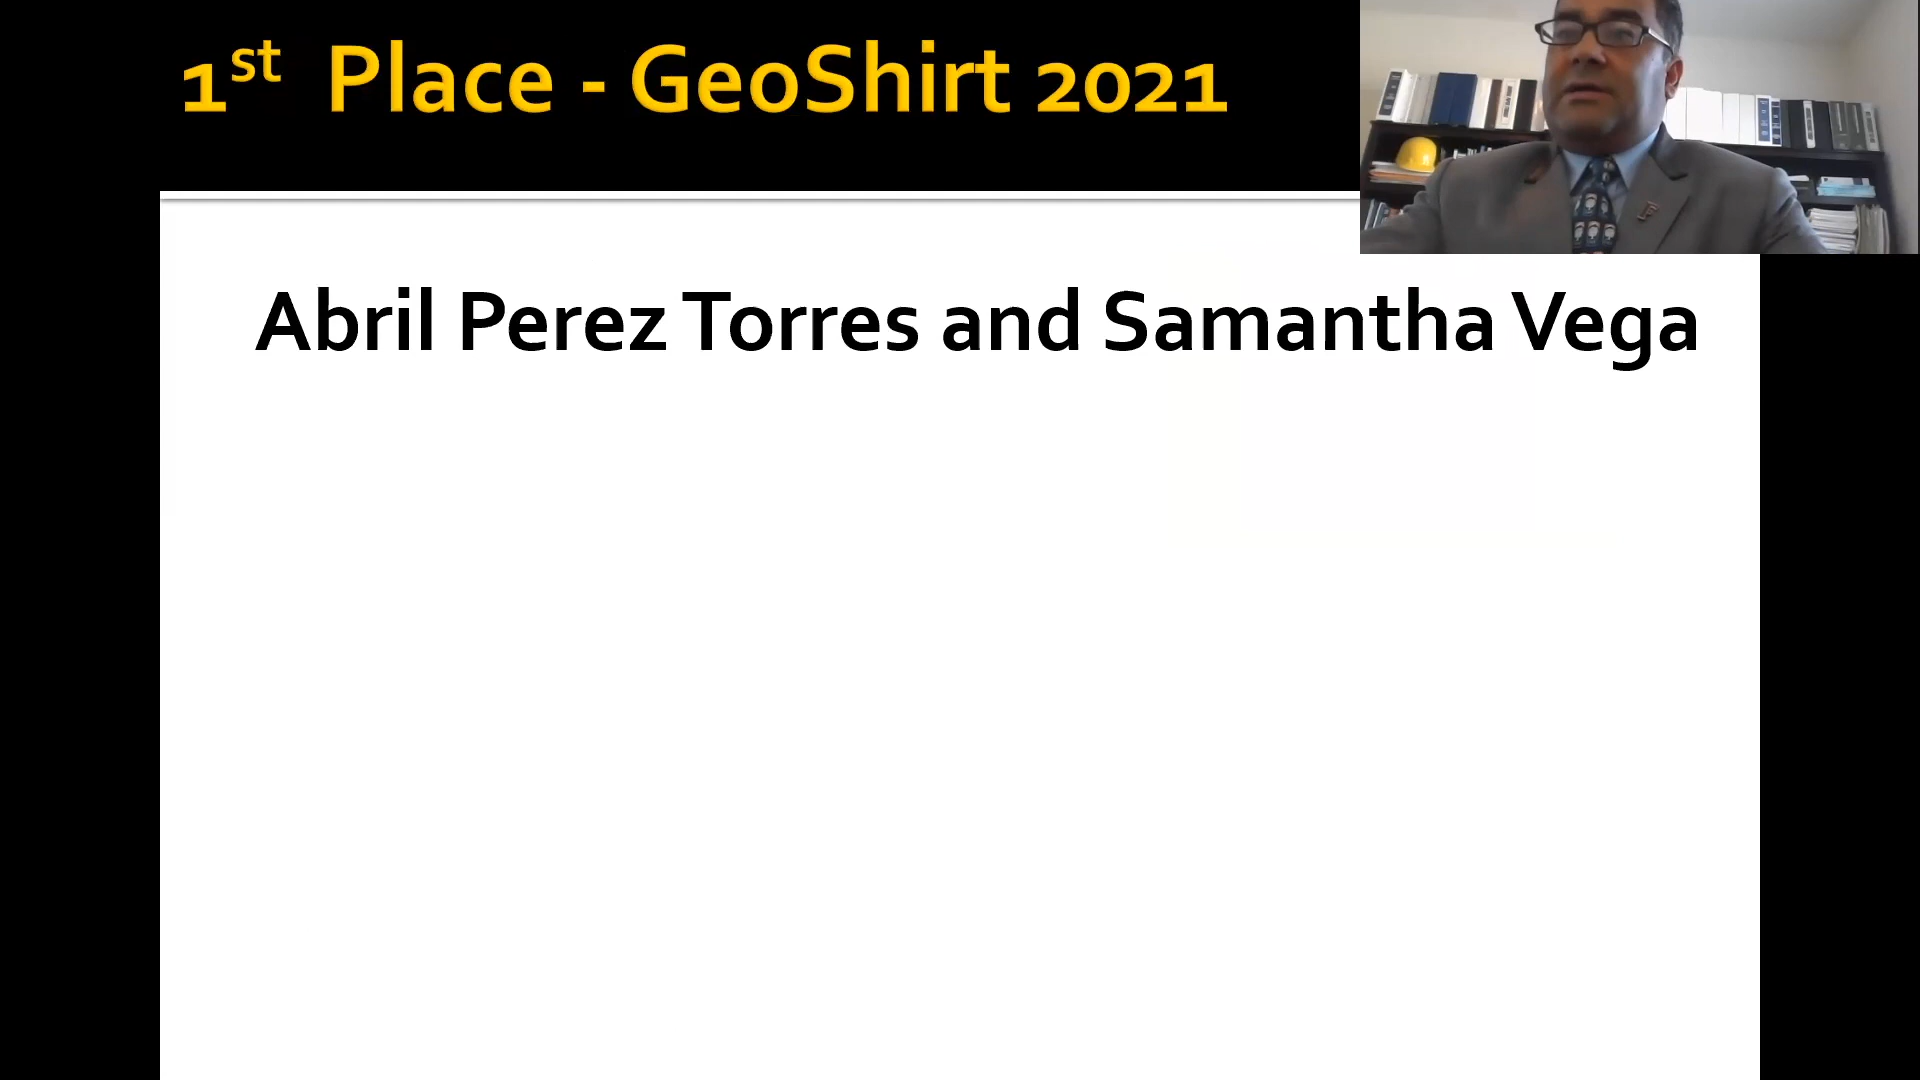 1st Place - GeoShirt 2021
Abril Perez Torres and Samantha Vega